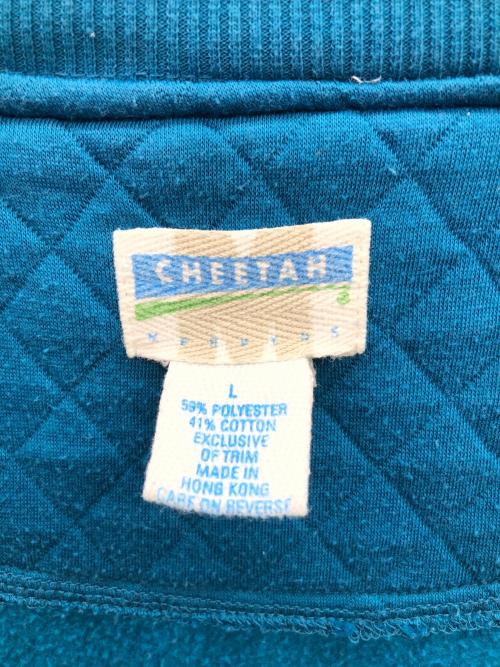 CHEETAH
L
59% POLYESTER
41% COTTON
EXCLUSIVE
OF TRIM
MADE IN
HONG KONG
CARE ON REVERSE